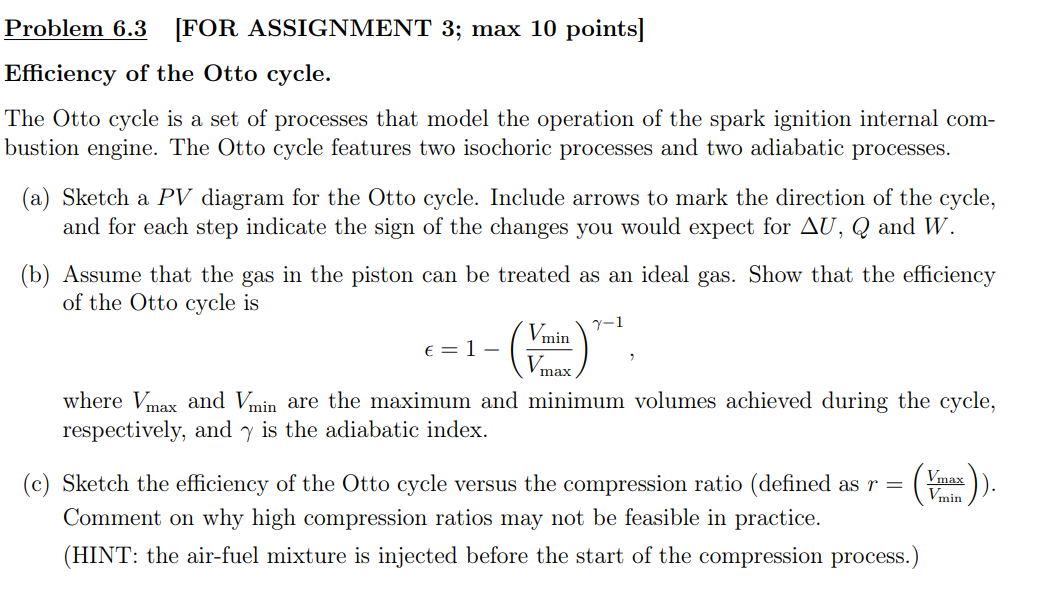 Problem 6.3 [FOR ASSIGNMENT 3; max 10 points]
Efficiency of the Otto cycle.
The Otto cycle is a set of processes that model the operation of the spark ignition internal com-
bustion engine. The Otto cycle features two isochoric processes and two adiabatic processes.
(a) Sketch a PV diagram for the Otto cycle. Include arrows to mark the direction of the cycle,
and for each step indicate the sign of the changes you would expect for ΔU, Q and W.
(b) Assume that the gas in the piston can be treated as an ideal gas. Show that the efficiency
of the Otto cycle is
ϵ = 1 − (V_min / V_max)^{γ−1},
where V_max and V_min are the maximum and minimum volumes achieved during the cycle,
respectively, and γ is the adiabatic index.
(c) Sketch the efficiency of the Otto cycle versus the compression ratio (defined as r = (V_max / V_min)).
Comment on why high compression ratios may not be feasible in practice.
(HINT: the air-fuel mixture is injected before the start of the compression process.)